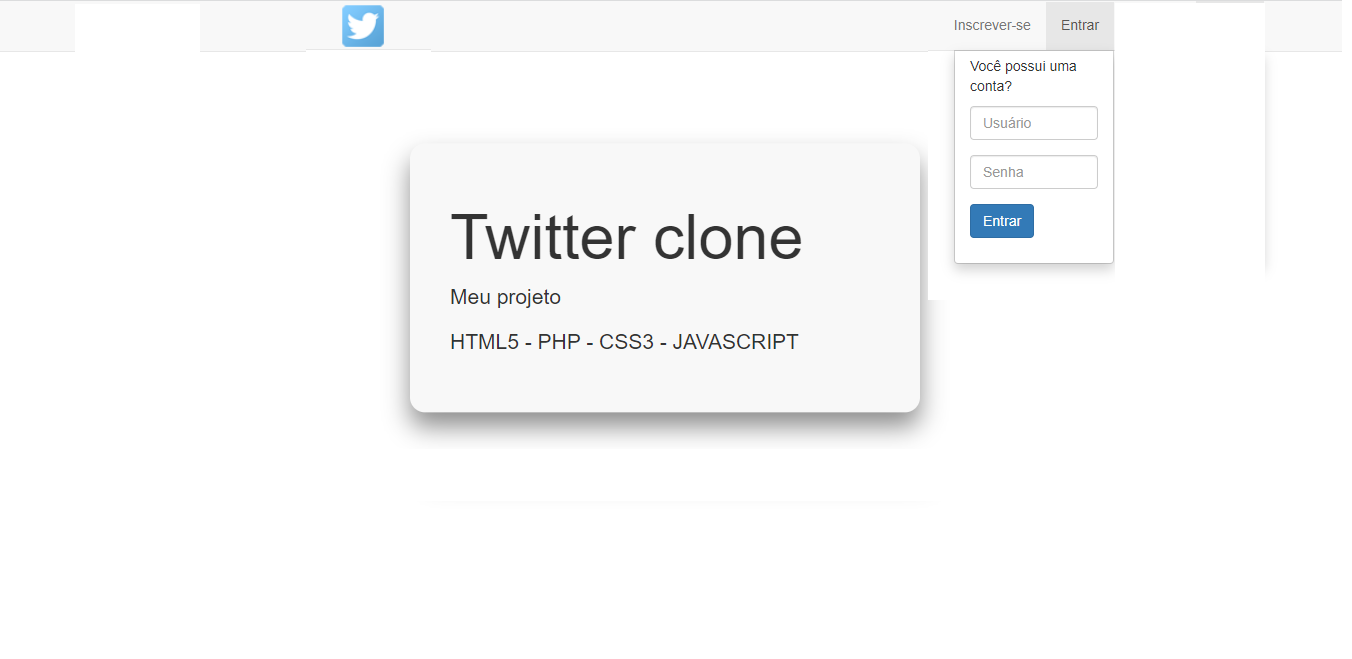 Inscrever-se
Entrar
Você possui uma
conta?
Usuário
Senha
Entrar
Twitter clone
Meu projeto
HTML5 - PHP - CSS3 - JAVASCRIPT